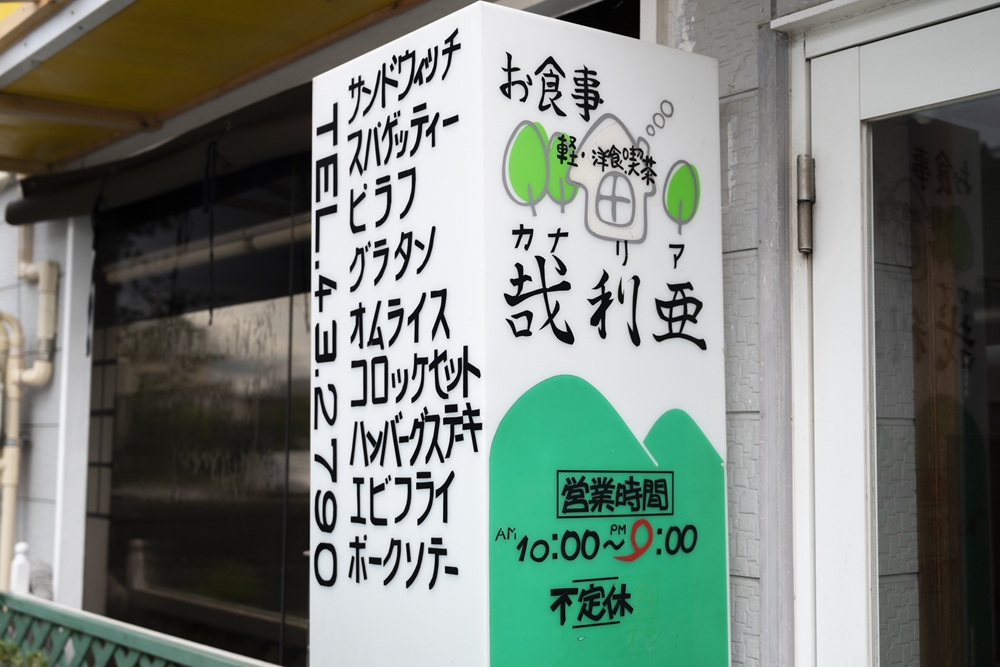 サンドウィッチ
スパゲッティー
ピラフ
グラタン
オムライス
コロッケセット
ハンバーグステーキ
エビフライ
ポークソテー
TEL.43.2790
お食事
軽・洋食.喫茶
カナリア
哉利亜
営業時間
AM10:00~PM9:00
不定休